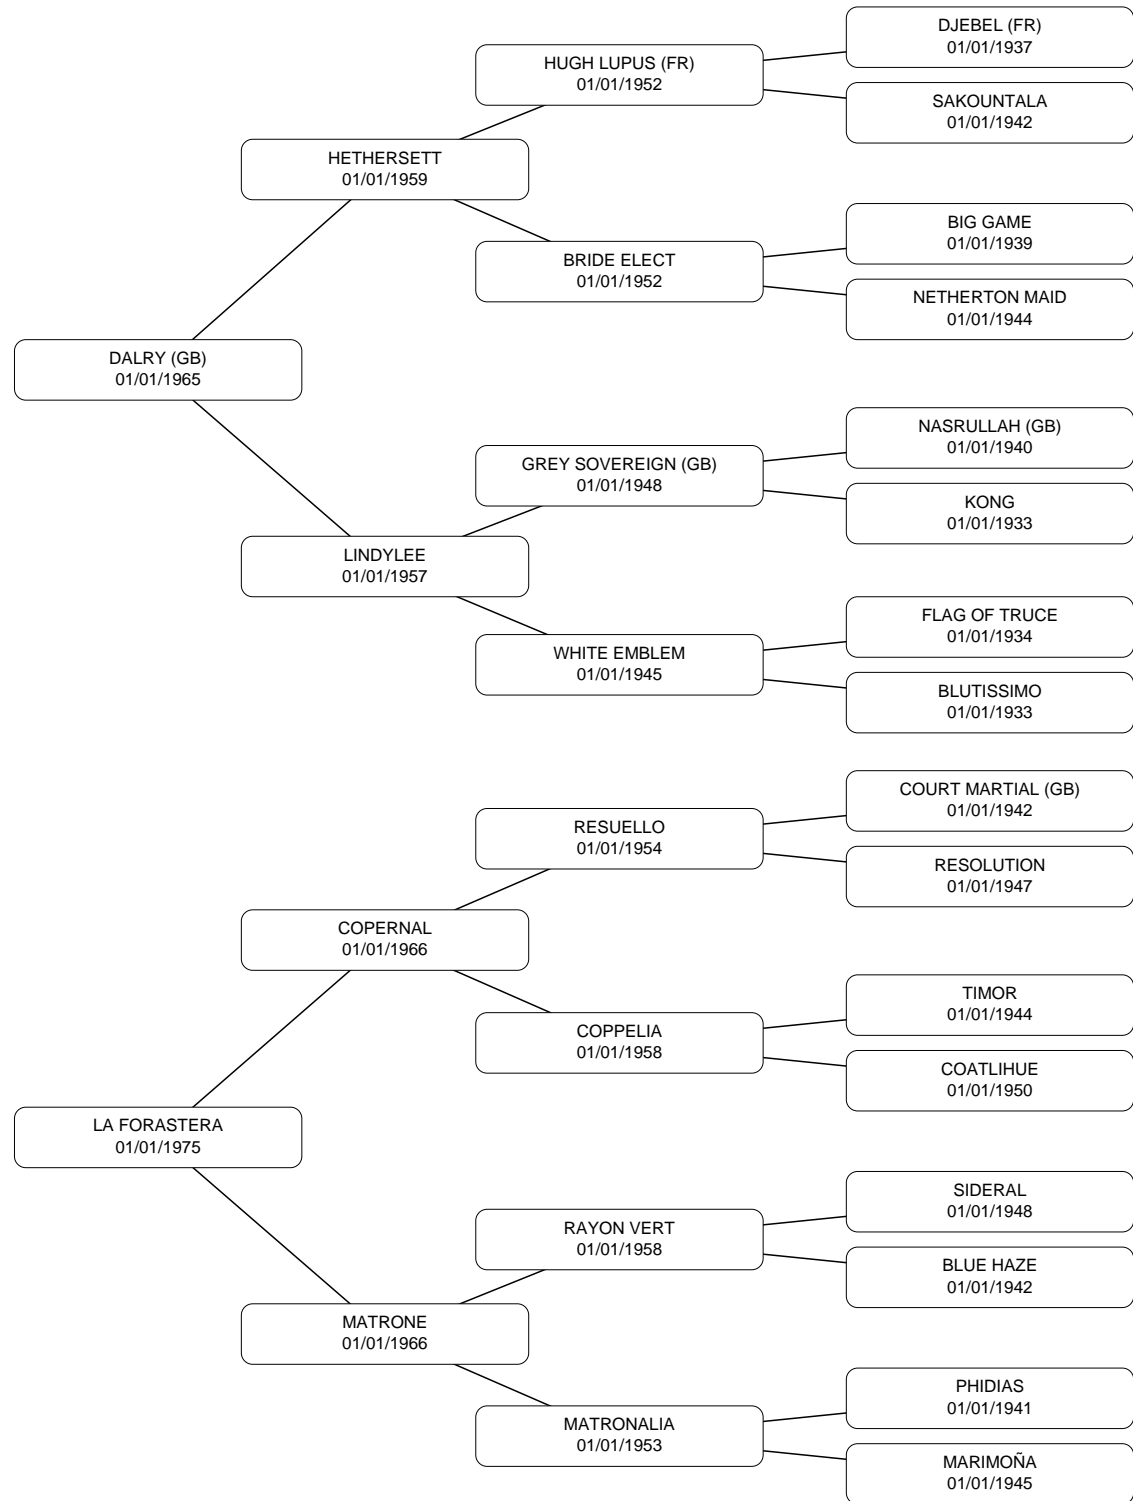 DJEBEL (FR)
01/01/1937
HUGH LUPUS (FR)
01/01/1952
SAKOUNTALA
01/01/1942
HETHERSETT
01/01/1959
BIG GAME
01/01/1939
BRIDE ELECT
01/01/1952
NETHERTON MAID
01/01/1944
DALRY (GB)
01/01/1965
NASRULLAH (GB)
01/01/1940
GREY SOVEREIGN (GB)
01/01/1948
KONG
01/01/1933
LINDYLEE
01/01/1957
FLAG OF TRUCE
01/01/1934
WHITE EMBLEM
01/01/1945
BLUTISSIMO
01/01/1933
COURT MARTIAL (GB)
01/01/1942
RESUELLO
01/01/1954
RESOLUTION
01/01/1947
COPERNAL
01/01/1966
TIMOR
01/01/1944
COPPELIA
01/01/1958
COATLIHUE
01/01/1950
LA FORASTERA
01/01/1975
SIDERAL
01/01/1948
RAYON VERT
01/01/1958
BLUE HAZE
01/01/1942
MATRONE
01/01/1966
PHIDIAS
01/01/1941
MATRONALIA
01/01/1953
MARIMOÑA
01/01/1945